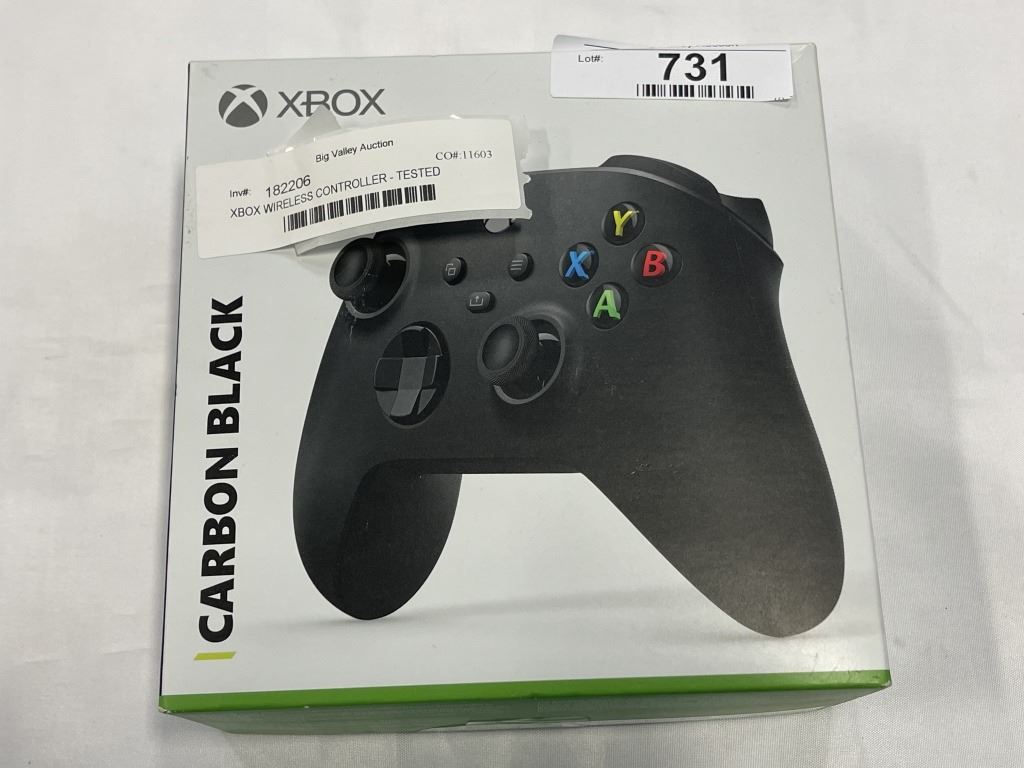 Lot#: 731
XBOX
Big Valley Auction
Inv#: 182206 CO#:11603
XBOX WIRELESS CONTROLLER - TESTED
Y
X B
A
CARBON BLACK